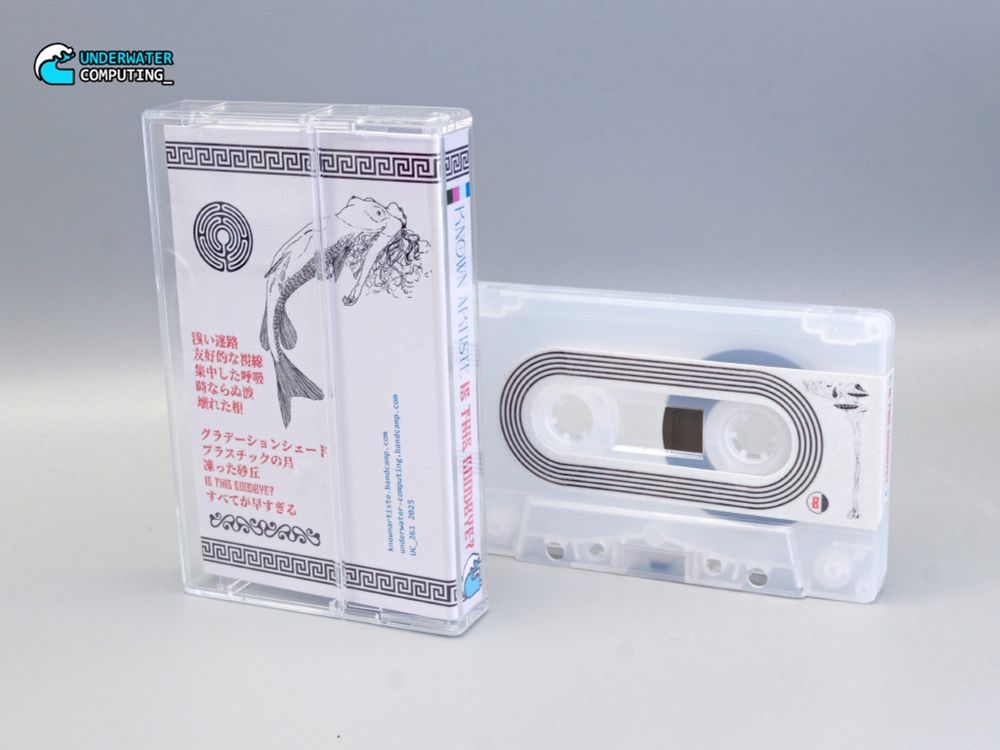 UNDERWATER
COMPUTING_
浅い迷路
友好的な視線
集中した呼吸
時ならぬ波
壊れた相
グラデーションシェード
プラスチックの鳥
凍った砂丘
IS THIS GOODBYE?
すべてが早すぎる
knownartiste.bandcamp.com
underwater-computing.bandcamp.com
UC_261 2025
KNOWN ARTISTE. IS THIS GOODBYE?
B